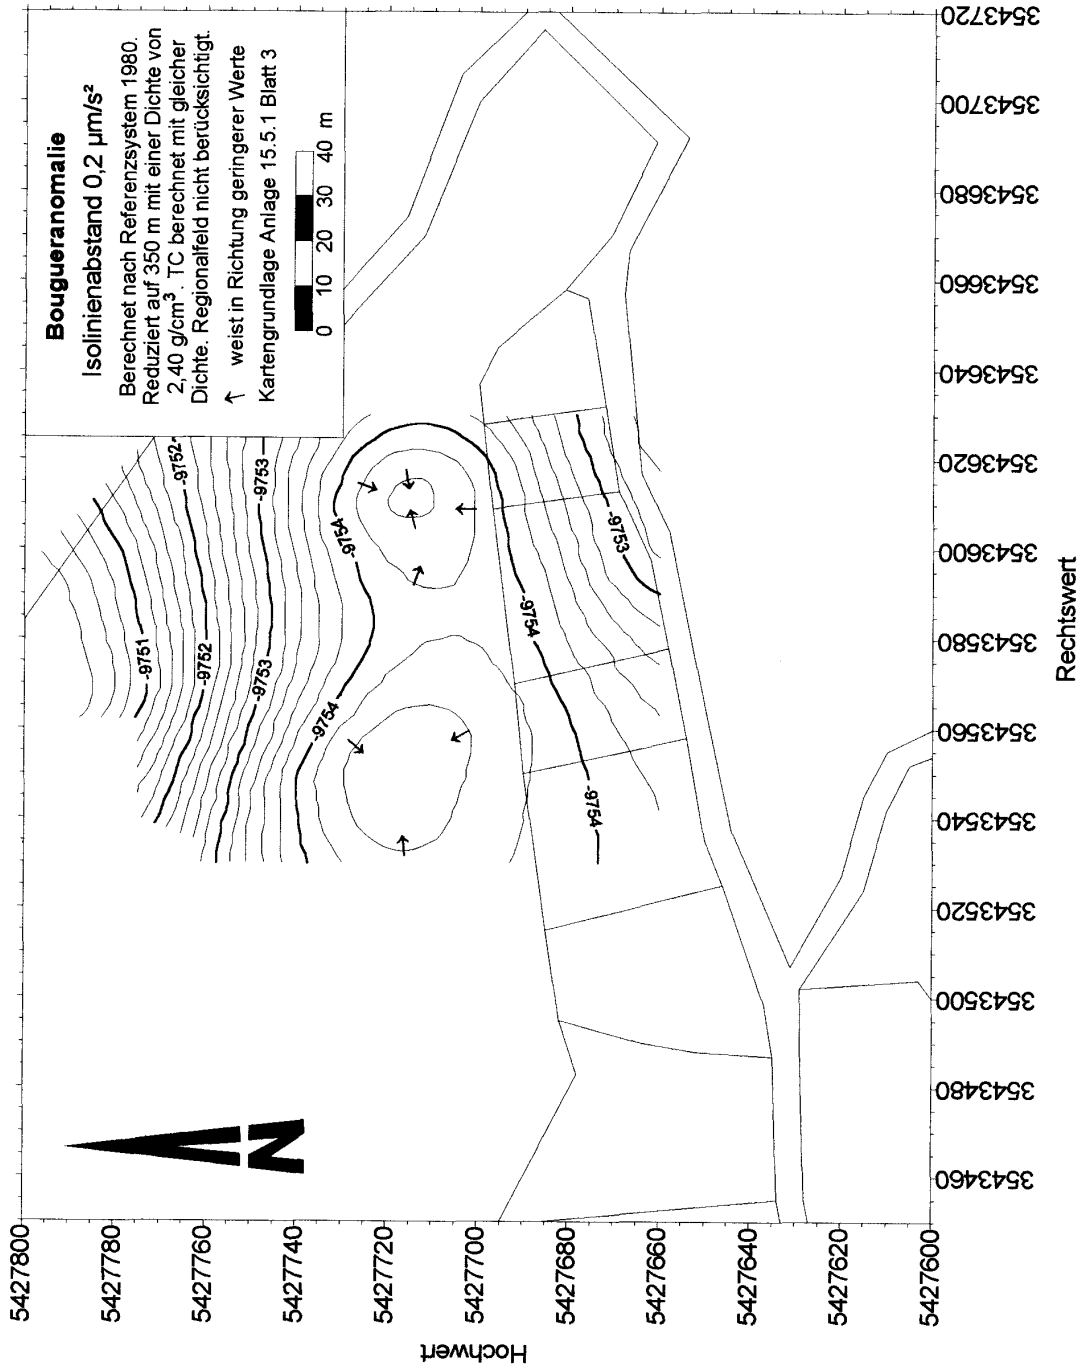 Bougueranomalie
Isolinienabstand 0,2 µm/s²
Berechnet nach Referenzsystem 1980.
Reduziert auf 350 m mit einer Dichte von
2,40 g/cm³. TC berechnet mit gleicher
Dichte. Regionalfeld nicht berücksichtigt.
↑ weist in Richtung geringerer Werte
Kartengrundlage Anlage 15.5.1 Blatt 3
0 10 20 30 40 m
-9751
-9752
-9752
-9753
-9753
-9754
-9754
-9754
-9754
-9753
N
Hochwert
5427800
5427780
5427760
5427740
5427720
5427700
5427680
5427660
5427640
5427620
5427600
3543460
3543480
3543500
3543520
3543540
3543560
3543580
3543600
3543620
3543640
3543660
3543680
3543700
3543720
Rechtswert